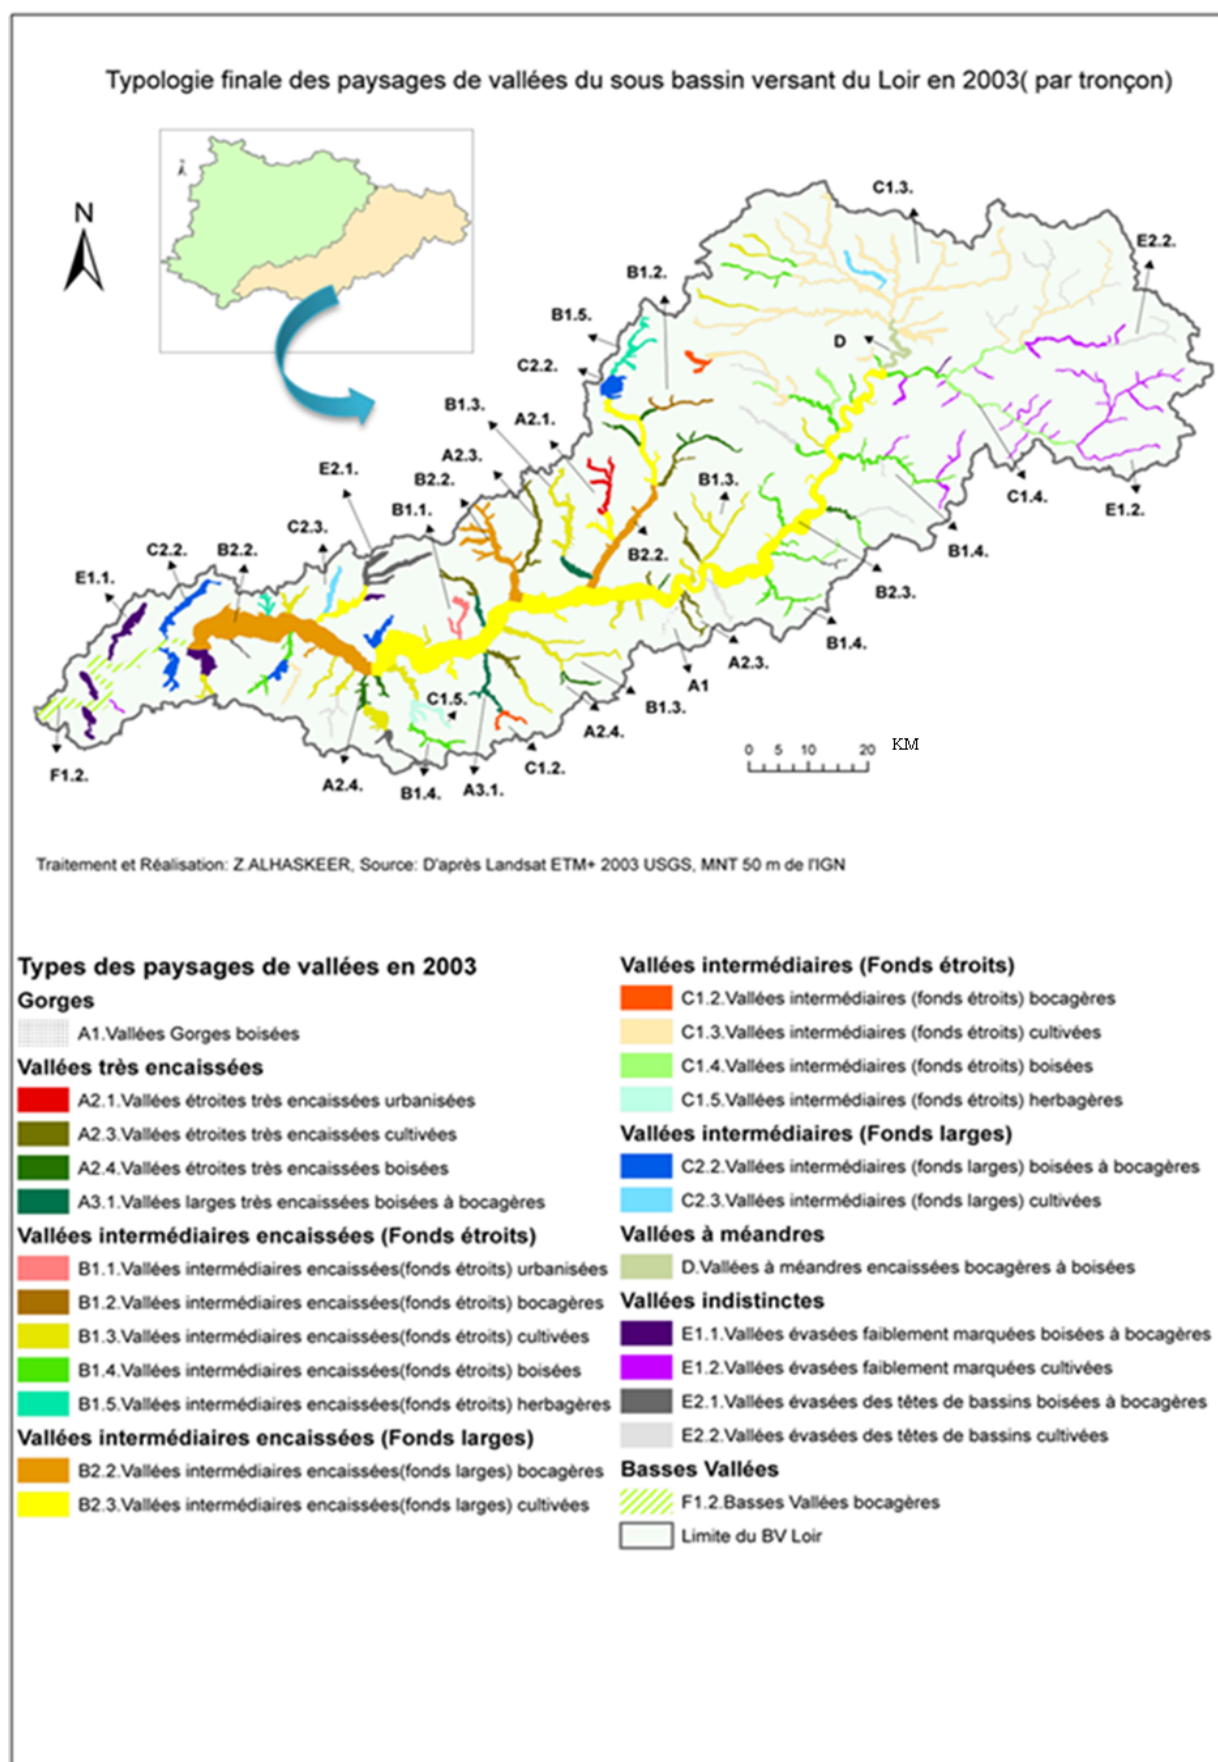 Typologie finale des paysages de vallées du sous bassin versant du Loir en 2003( par tronçon)
N
C1.3.
E2.2.
B1.2.
B1.5.
D
C2.2.
B1.3.
A2.1.
A2.3.
E2.1.
B2.2.
B1.3.
B1.1.
C1.4.
E1.2.
C2.3.
B1.4.
C2.2.
B2.2.
B2.2.
E1.1.
B2.3.
B1.4.
A2.3.
A1
B1.3.
C1.5.
A2.4.
0 5 10 20 KM
C1.2.
F1.2.
A2.4.
B1.4.
A3.1.
Traitement et Réalisation: Z.ALHASKEER, Source: D'après Landsat ETM+ 2003 USGS, MNT 50 m de l'IGN
Types des paysages de vallées en 2003
Gorges
A1.Vallées Gorges boisées
Vallées très encaissées
A2.1.Vallées étroites très encaissées urbanisées
A2.3.Vallées étroites très encaissées cultivées
A2.4.Vallées étroites très encaissées boisées
A3.1.Vallées larges très encaissées boisées à bocagères
Vallées intermédiaires encaissées (Fonds étroits)
B1.1.Vallées intermédiaires encaissées(fonds étroits) urbanisées
B1.2.Vallées intermédiaires encaissées(fonds étroits) bocagères
B1.3.Vallées intermédiaires encaissées(fonds étroits) cultivées
B1.4.Vallées intermédiaires encaissées(fonds étroits) boisées
B1.5.Vallées intermédiaires encaissées(fonds étroits) herbagères
Vallées intermédiaires encaissées (Fonds larges)
B2.2.Vallées intermédiaires encaissées(fonds larges) bocagères
B2.3.Vallées intermédiaires encaissées(fonds larges) cultivées
Vallées intermédiaires (Fonds étroits)
C1.2.Vallées intermédiaires (fonds étroits) bocagères
C1.3.Vallées intermédiaires (fonds étroits) cultivées
C1.4.Vallées intermédiaires (fonds étroits) boisées
C1.5.Vallées intermédiaires (fonds étroits) herbagères
Vallées intermédiaires (Fonds larges)
C2.2.Vallées intermédiaires (fonds larges) boisées à bocagères
C2.3.Vallées intermédiaires (fonds larges) cultivées
Vallées à méandres
D.Vallées à méandres encaissées bocagères à boisées
Vallées indistinctes
E1.1.Vallées évasées faiblement marquées boisées à bocagères
E1.2.Vallées évasées faiblement marquées cultivées
E2.1.Vallées évasées des têtes de bassins boisées à bocagères
E2.2.Vallées évasées des têtes de bassins cultivées
Basses Vallées
F1.2.Basses Vallées bocagères
Limite du BV Loir